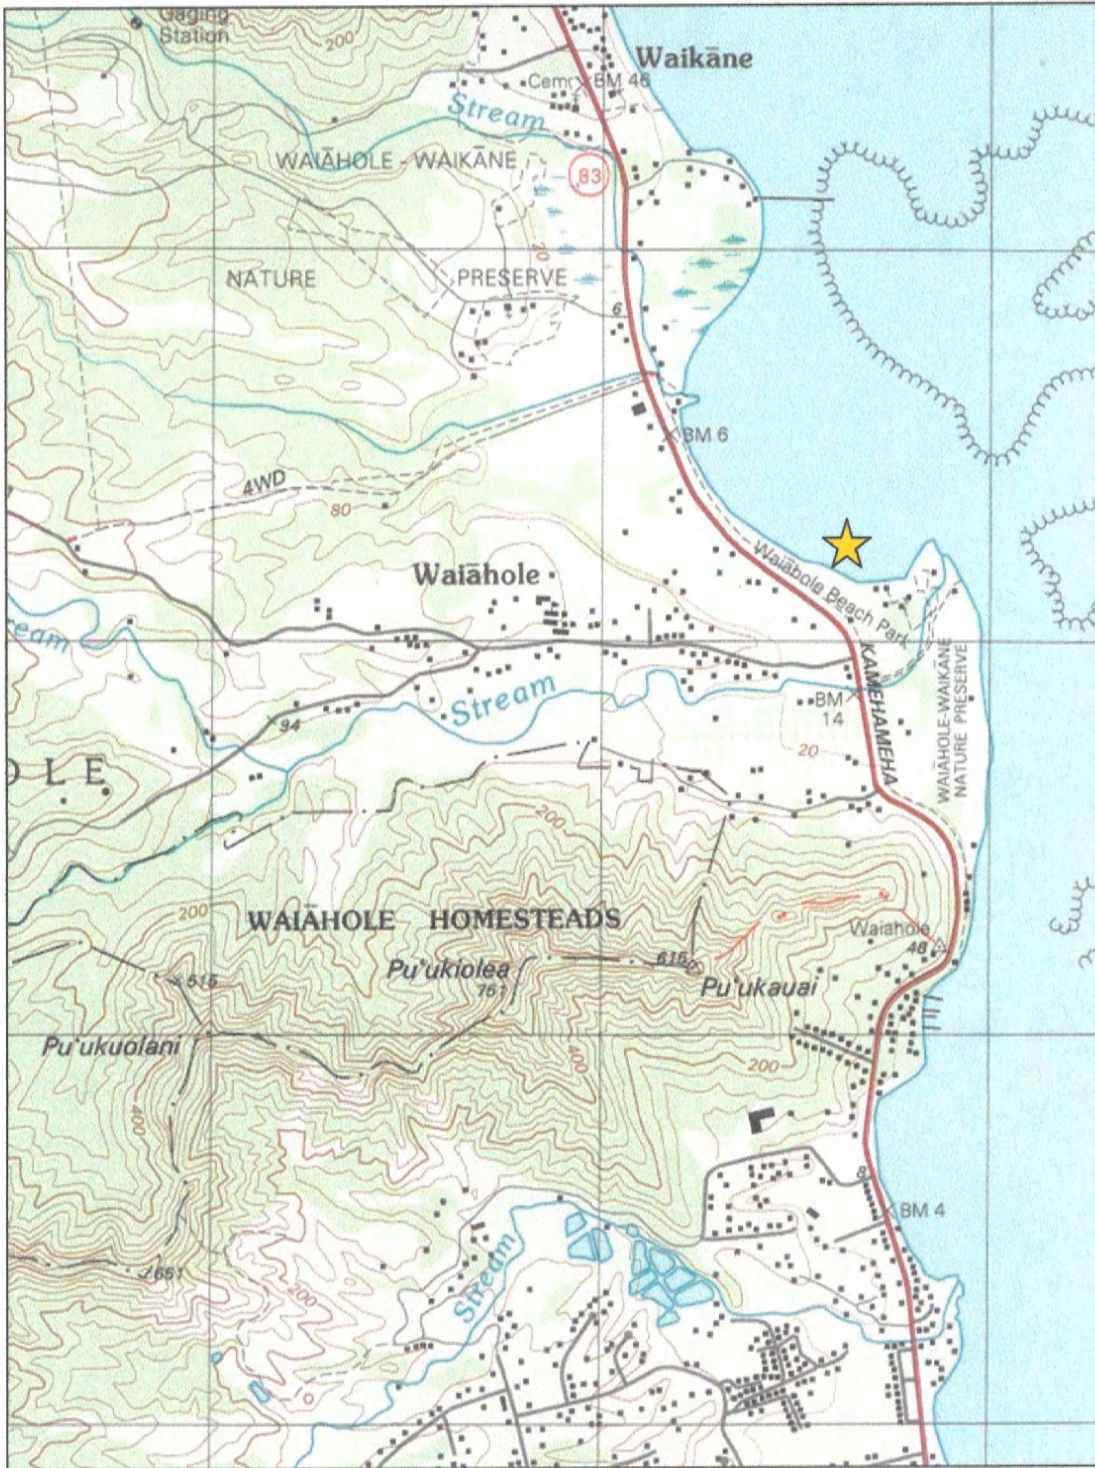 Gaging
Station
200
Waikāne
Cem
BM 46
Stream
WAIĀHOLE - WAIKĀNE
83
20
NATURE PRESERVE
6
BM 6
4WD
80
Waiāhole
Waiāhole Beach Park
ream
Stream
KAMEHAMEHA
WAIĀHOLE-WAIKĀNE
NATURE PRESERVE
BM
14
94
20
OLE
200
200
WAIĀHOLE HOMESTEADS
Waiahole
48
Pu'ukiolea
751
615
Pu'ukauai
515
Pu'ukuolani
400
200
400
8
BM 4
Stream
651
200